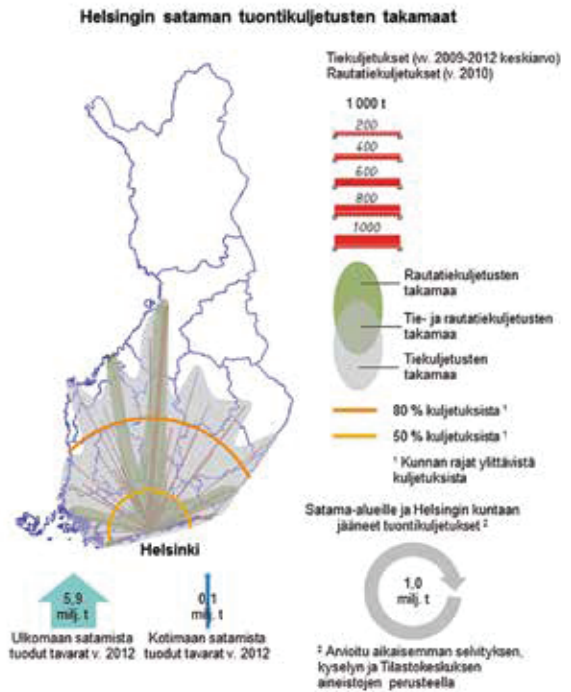 Helsingin sataman tuontikuljetusten takamaat
Tiekuljetukset (vv. 2009-2012 keskiarvo)
Rautatiekuljetukset (v. 2010)
1 000 t
200
400
600
800
1000
Rautatiekuljetusten
takamaa
Tie- ja rautatiekuljetusten
takamaa
Tiekuljetusten
takamaa
80 % kuljetuksista ¹
50 % kuljetuksista ¹
¹ Kunnan rajat ylittävistä
kuljetuksista
Helsinki
5,9
milj. t
Ulkomaan satamista
tuodut tavarat v. 2012
0,1
milj. t
Kotimaan satamista
tuodut tavarat v. 2012
Satama-alueille ja Helsingin kuntaan
jääneet tuontikuljetukset ²
1,0
milj. t
² Arvioitu aikaisemman selvityksen,
kyselyn ja Tilastokeskuksen
aineistojen perusteella